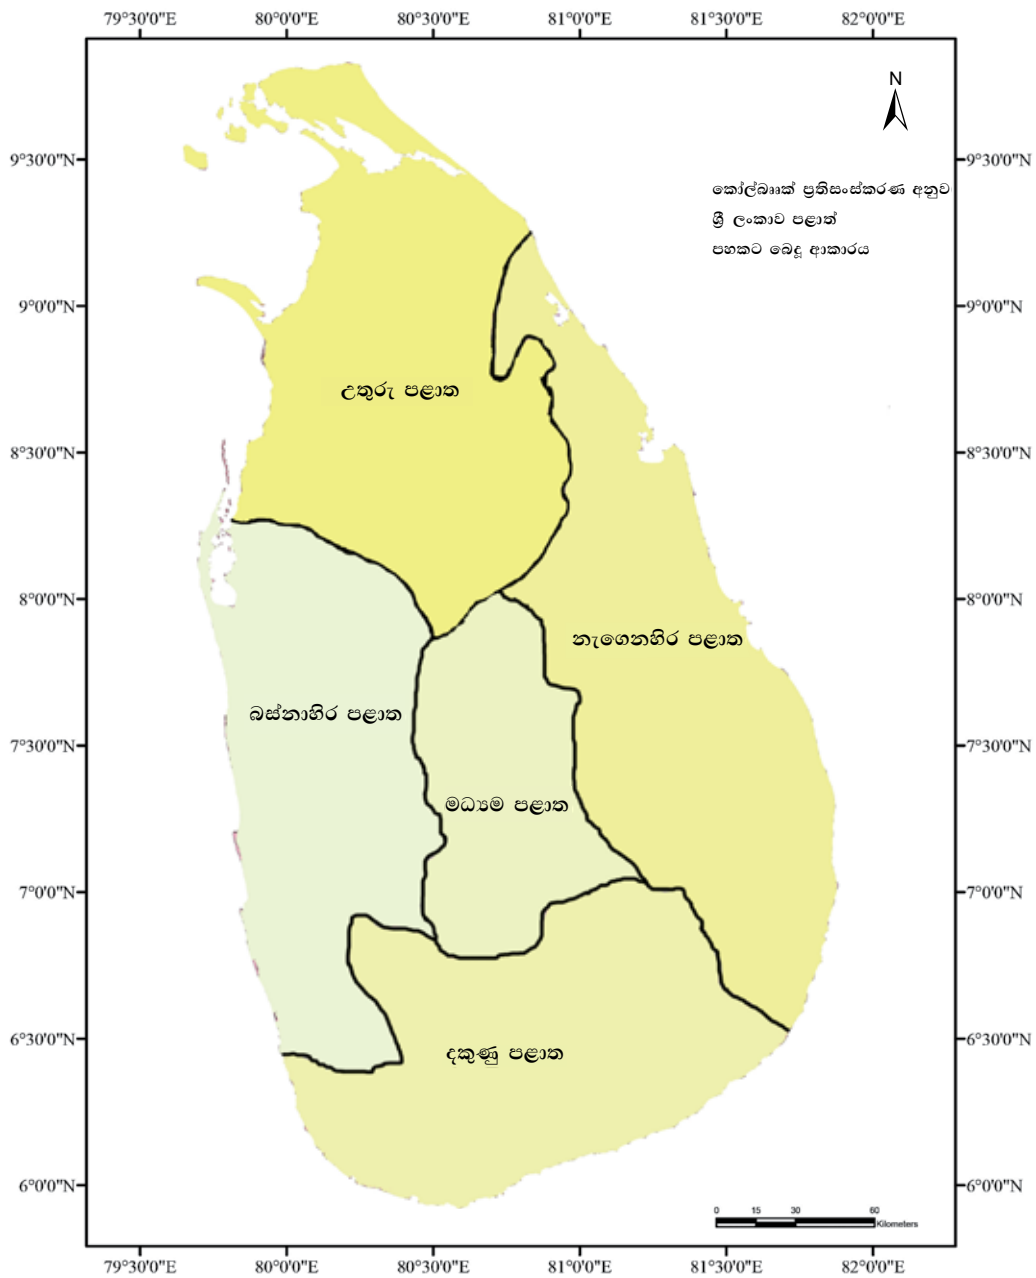 79°30'0"E 80°0'0"E 80°30'0"E 81°0'0"E 81°30'0"E 82°0'0"E
N
9°30'0"N 9°30'0"N
කෝල්බෲක් ප්‍රතිසංස්කරණ අනුව
ශ්‍රී ලංකාව පළාත්
පහකට බෙදූ ආකාරය
9°0'0"N 9°0'0"N
උතුරු පළාත
8°30'0"N 8°30'0"N
8°0'0"N 8°0'0"N
නැගෙනහිර පළාත
බස්නාහිර පළාත
7°30'0"N 7°30'0"N
මධ්‍යම පළාත
7°0'0"N 7°0'0"N
6°30'0"N 6°30'0"N
දකුණු පළාත
6°0'0"N 6°0'0"N
0 15 30 60
Kilometers
79°30'0"E 80°0'0"E 80°30'0"E 81°0'0"E 81°30'0"E 82°0'0"E